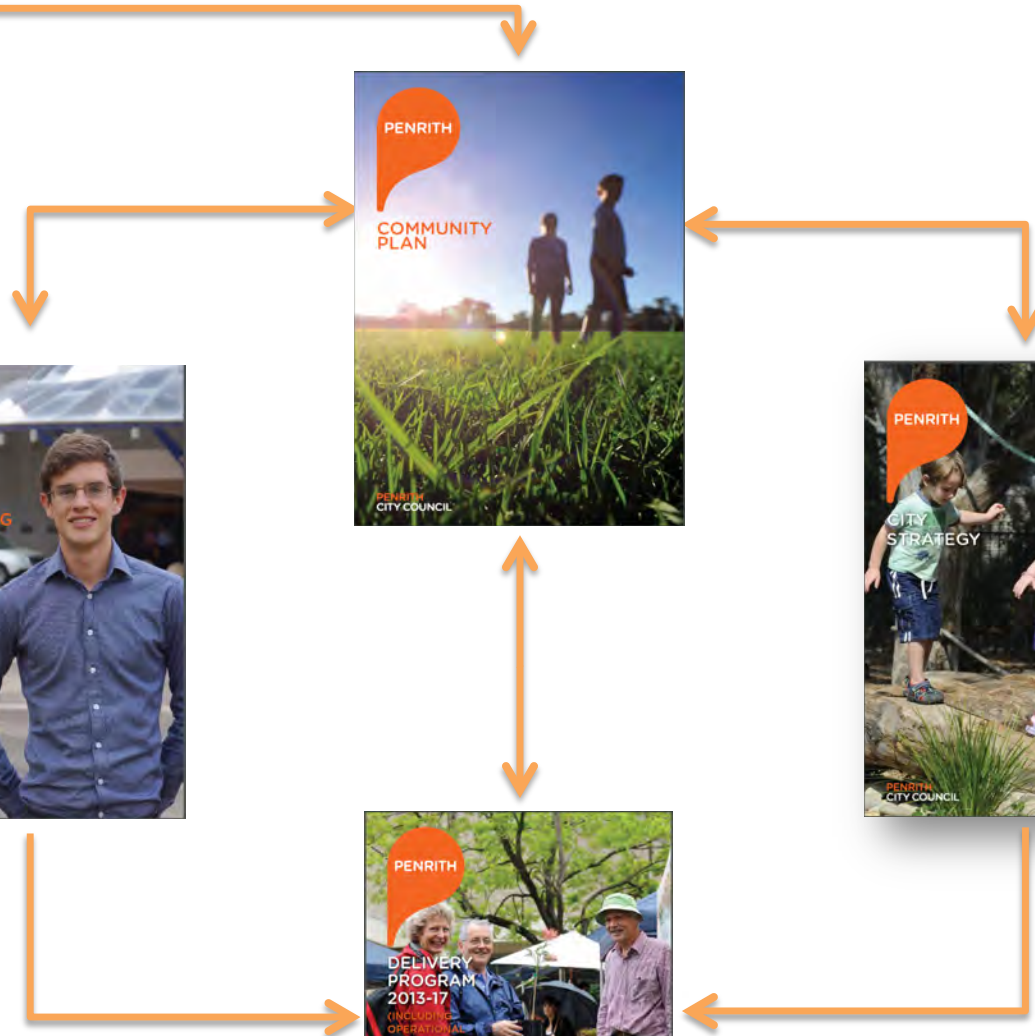 PENRITH
COMMUNITY
PLAN
PENRITH
CITY COUNCIL
G
PENRITH
CITY
STRATEGY
PENRITH
CITY COUNCIL
PENRITH
DELIVERY
PROGRAM
2013-17
(INCLUDING
OPERATIONAL